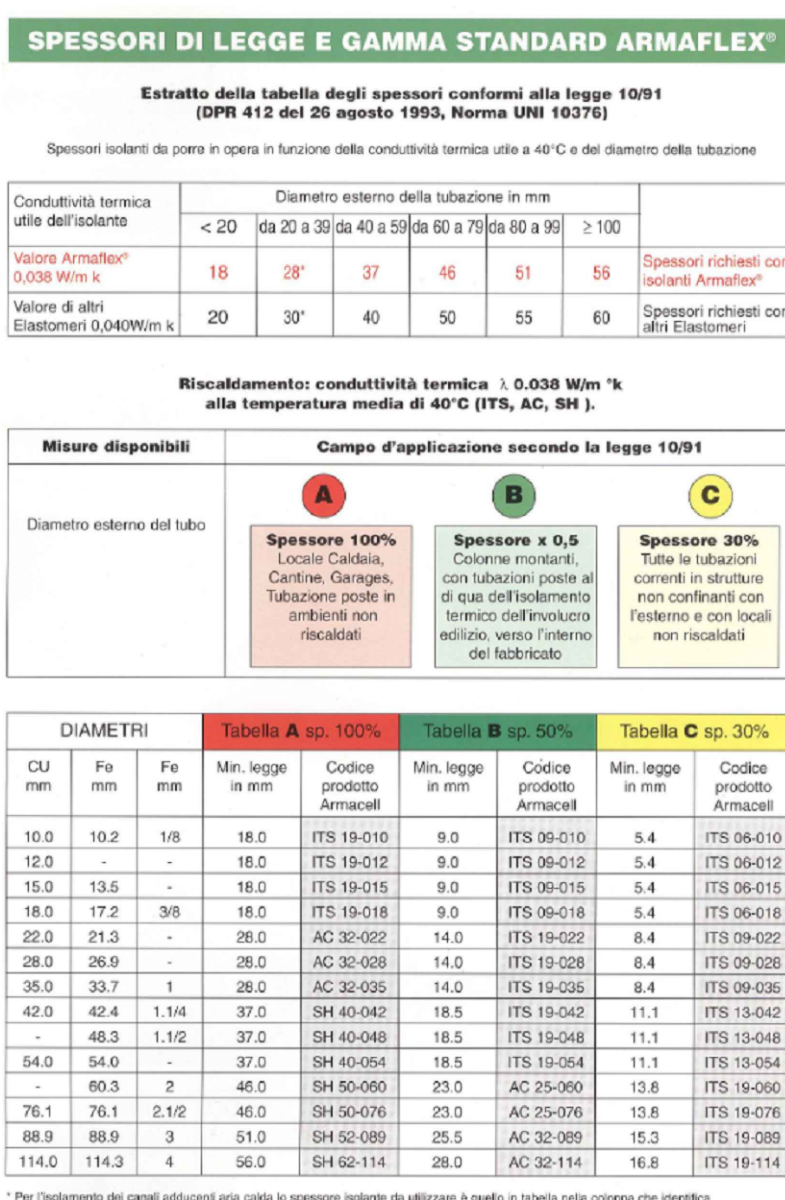 SPESSORI DI LEGGE E GAMMA STANDARD ARMAFLEX®
Estratto della tabella degli spessori conformi alla legge 10/91
(DPR 412 del 26 agosto 1993, Norma UNI 10376)
Spessori isolanti da porre in opera in funzione della conduttività termica utile a 40°C e del diametro della tubazione
Conduttività termica
utile dell'isolante
Diametro esterno della tubazione in mm
< 20 da 20 a 39 da 40 a 59 da 60 a 79 da 80 a 99 ≥ 100
Valore Armaflex®
0,038 W/m k
18 28* 37 46 51 56
Spessori richiesti con
isolanti Armaflex®
Valore di altri
Elastomeri 0,040W/m k
20 30* 40 50 55 60
Spessori richiesti con
altri Elastomeri
Riscaldamento: conduttività termica λ 0.038 W/m °k
alla temperatura media di 40°C (ITS, AC, SH ).
Misure disponibili
Campo d'applicazione secondo la legge 10/91
Diametro esterno del tubo
A
Spessore 100%
Locale Caldaia,
Cantine, Garages,
Tubazione poste in
ambienti non
riscaldati
B
Spessore x 0,5
Colonne montanti,
con tubazioni poste al
di qua dell'isolamento
termico dell'involucro
edilizio, verso l'interno
del fabbricato
C
Spessore 30%
Tutte le tubazioni
correnti in strutture
non confinanti con
l'esterno e con locali
non riscaldati
DIAMETRI Tabella A sp. 100% Tabella B sp. 50% Tabella C sp. 30%
CU Fe Fe Min. legge Codice Min. legge Codice Min. legge Codice
mm mm mm in mm prodotto in mm prodotto in mm prodotto
Armacell Armacell Armacell
10.0 10.2 1/8 18.0 ITS 19-010 9.0 ITS 09-010 5.4 ITS 06-010
12.0 - - 18.0 ITS 19-012 9.0 ITS 09-012 5.4 ITS 06-012
15.0 13.5 - 18.0 ITS 19-015 9.0 ITS 09-015 5.4 ITS 06-015
18.0 17.2 3/8 18.0 ITS 19-018 9.0 ITS 09-018 5.4 ITS 06-018
22.0 21.3 - 28.0 AC 32-022 14.0 ITS 19-022 8.4 ITS 09-022
28.0 26.9 - 28.0 AC 32-028 14.0 ITS 19-028 8.4 ITS 09-028
35.0 33.7 1 28.0 AC 32-035 14.0 ITS 19-035 8.4 ITS 09-035
42.0 42.4 1.1/4 37.0 SH 40-042 18.5 ITS 19-042 11.1 ITS 13-042
- 48.3 1.1/2 37.0 SH 40-048 18.5 ITS 19-048 11.1 ITS 13-048
54.0 54.0 - 37.0 SH 40-054 18.5 ITS 19-054 11.1 ITS 13-054
- 60.3 2 46.0 SH 50-060 23.0 AC 25-060 13.8 ITS 19-060
76.1 76.1 2.1/2 46.0 SH 50-076 23.0 AC 25-076 13.8 ITS 19-076
88.9 88.9 3 51.0 SH 52-089 25.5 AC 32-089 15.3 ITS 19-089
114.0 114.3 4 56.0 SH 62-114 28.0 AC 32-114 16.8 ITS 19-114
* Per l'isolamento dei canali adducenti aria calda lo spessore isolante da utilizzare è quello in tabella nella colonna che identifica